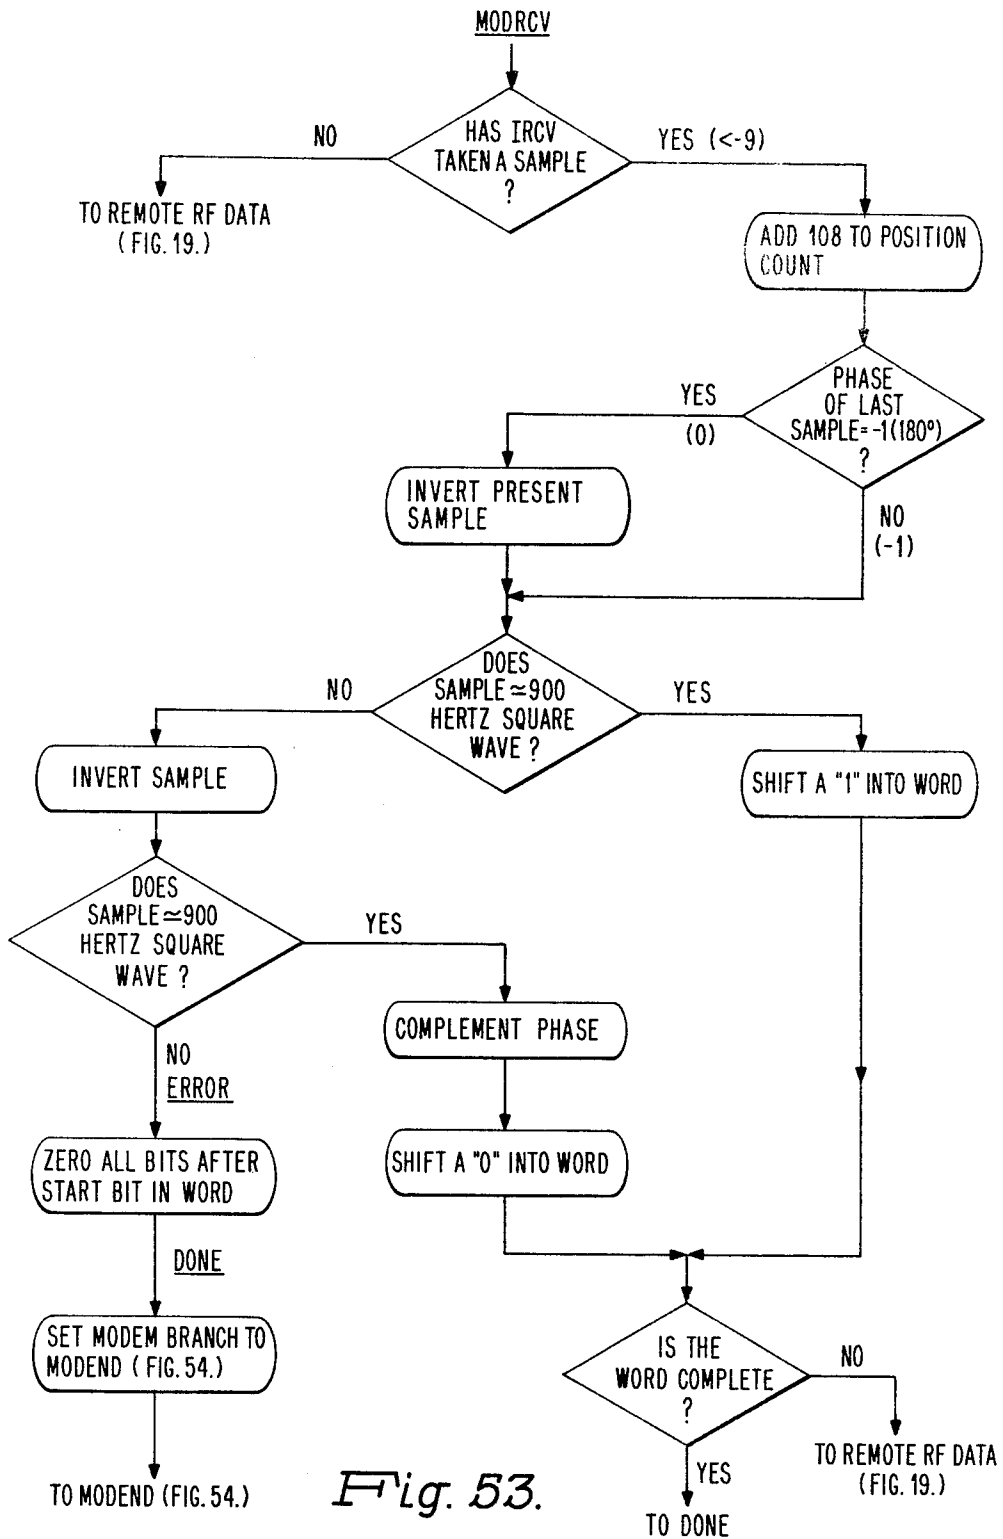 MODRCV
HAS IRCV
TAKEN A SAMPLE
?
NO
YES (<-9)
TO REMOTE RF DATA
(FIG. 19.)
ADD 108 TO POSITION
COUNT
PHASE
OF LAST
SAMPLE=-1(180°)
?
YES
(0)
NO
(-1)
INVERT PRESENT
SAMPLE
DOES
SAMPLE≃900
HERTZ SQUARE
WAVE ?
NO
YES
INVERT SAMPLE
SHIFT A "1" INTO WORD
DOES
SAMPLE≃900
HERTZ SQUARE
WAVE ?
YES
COMPLEMENT PHASE
NO
ERROR
SHIFT A "0" INTO WORD
ZERO ALL BITS AFTER
START BIT IN WORD
DONE
SET MODEM BRANCH TO
MODEND (FIG. 54.)
IS THE
WORD COMPLETE
?
NO
TO REMOTE RF DATA
(FIG. 19.)
YES
TO DONE
TO MODEND (FIG. 54.)
Fig. 53.